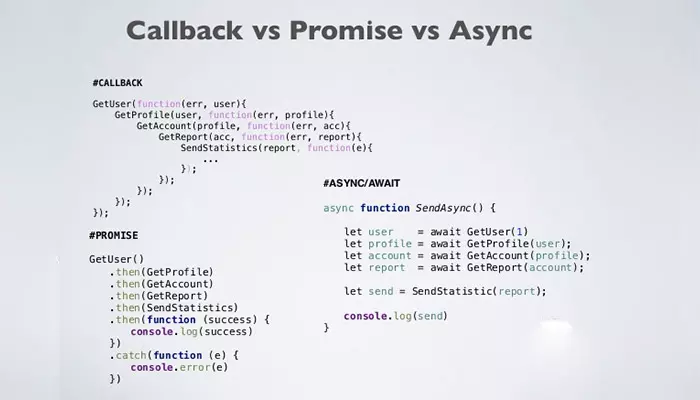 Callback vs Promise vs Async
#CALLBACK
GetUser(function(err, user){
GetProfile(user, function(err, profile){
GetAccount(profile, function(err, acc){
GetReport(acc, function(err, report){
SendStatistics(report, function(e){
...
});
});
});
});
});
#PROMISE
GetUser()
.then(GetProfile)
.then(GetAccount)
.then(GetReport)
.then(SendStatistics)
.then(function (success) {
console.log(success)
})
.catch(function (e) {
console.error(e)
})
#ASYNC/AWAIT
async function SendAsync() {
let user = await GetUser(1)
let profile = await GetProfile(user);
let account = await GetAccount(profile);
let report = await GetReport(account);
let send = SendStatistic(report);
console.log(send)
}